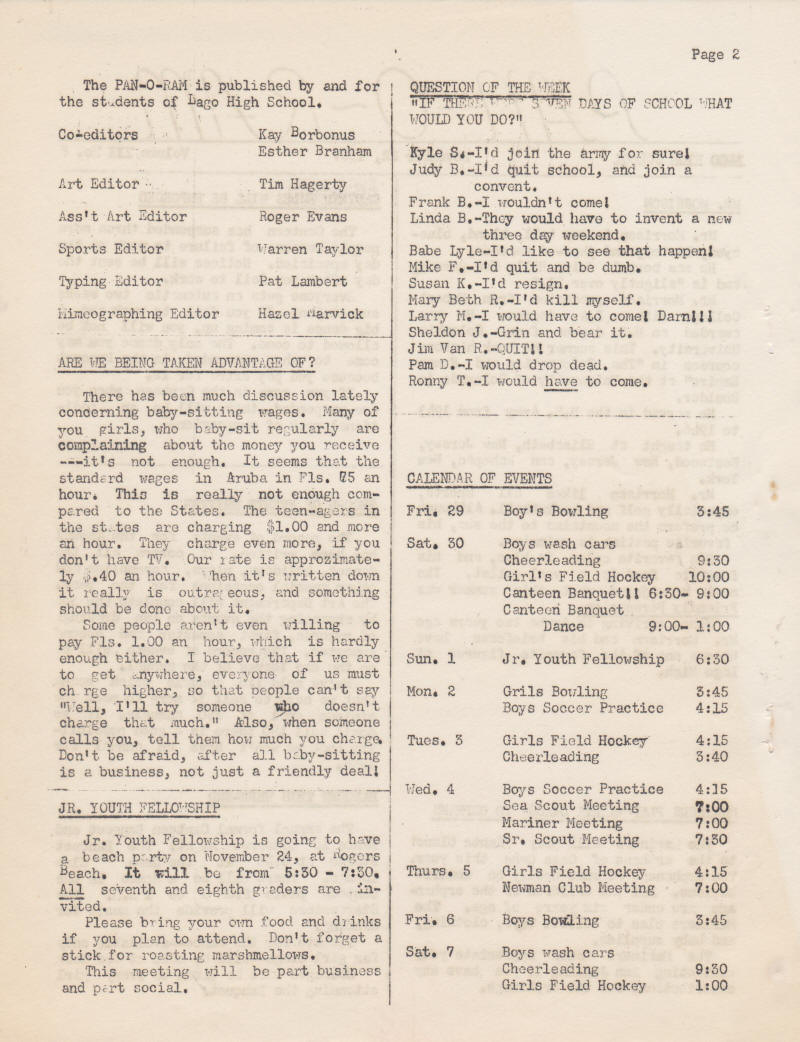 Page 2
The PAN-O-RAM is published by and for
the students of Lago High School.
Co-editors Kay Borbonus
Esther Branham
Art Editor Tim Hagerty
Ass't Art Editor Roger Evans
Sports Editor Warren Taylor
Typing Editor Pat Lambert
Mimeographing Editor Hazel Warvick
ARE WE BEING TAKEN ADVANTAGE OF?
There has been much discussion lately
concerning baby-sitting wages. Many of
you girls, who baby-sit regularly are
complaining about the money you receive
---it's not enough. It seems that the
standard wages in Aruba in Fls. .75 an
hour. This is really not enough com-
pared to the States. The teen-agers in
the states are charging $1.00 and more
an hour. They charge even more, if you
don't have TV. Our rate is approzimate-
ly $.40 an hour. When it's written down
it really is outrageous, and something
should be done about it.
Some people aren't even willing to
pay Fls. 1.00 an hour, which is hardly
enough either. I believe that if we are
to get anywhere, everyone of us must
charge higher, so that people can't say
"Well, I'll try someone who doesn't
charge that much." Also, when someone
calls you, tell them how much you charge.
Don't be afraid, after all baby-sitting
is a business, not just a friendly deal!
JR. YOUTH FELLOWSHIP
Jr. Youth Fellowship is going to have
a beach party on November 24, at Rogers
Beach. It will be from 5:30 - 7:30.
All seventh and eighth graders are in-
vited.
Please bring your own food and drinks
if you plan to attend. Don't forget a
stick for roasting marshmellows.
This meeting will be part business
and part social.
QUESTION OF THE WEEK
"IF THERE WERE SEVEN DAYS OF SCHOOL WHAT
WOULD YOU DO?"
Kyle S.-I'd join the army for sure!
Judy B.-I'd quit school, and join a
convent.
Frank B.-I wouldn't come!
Linda B.-They would have to invent a new
three day weekend.
Babe Lyle-I'd like to see that happen!
Mike F.-I'd quit and be dumb.
Susan K.-I'd resign.
Mary Beth R.-I'd kill myself.
Larry M.-I would have to come! Darn!!!
Sheldon J.-Grin and bear it.
Jim Van R.-QUIT!!
Pam D.-I would drop dead.
Ronny T.-I would have to come.
CALENDAR OF EVENTS
Fri. 29 Boy's Bowling 3:45
Sat. 30 Boys wash cars
Cheerleading 9:30
Girl's Field Hockey 10:00
Canteen Banquet!! 6:30- 9:00
Canteen Banquet
Dance 9:00- 1:00
Sun. 1 Jr. Youth Fellowship 6:30
Mon. 2 Grils Bowling 3:45
Boys Soccer Practice 4:15
Tues. 3 Girls Field Hockey 4:15
Cheerleading 3:40
Wed. 4 Boys Soccer Practice 4:15
Sea Scout Meeting 7:00
Mariner Meeting 7:00
Sr. Scout Meeting 7:30
Thurs. 5 Girls Field Hockey 4:15
Newman Club Meeting 7:00
Fri. 6 Boys Bowling 3:45
Sat. 7 Boys wash cars
Cheerleading 9:30
Girls Field Hockey 1:00